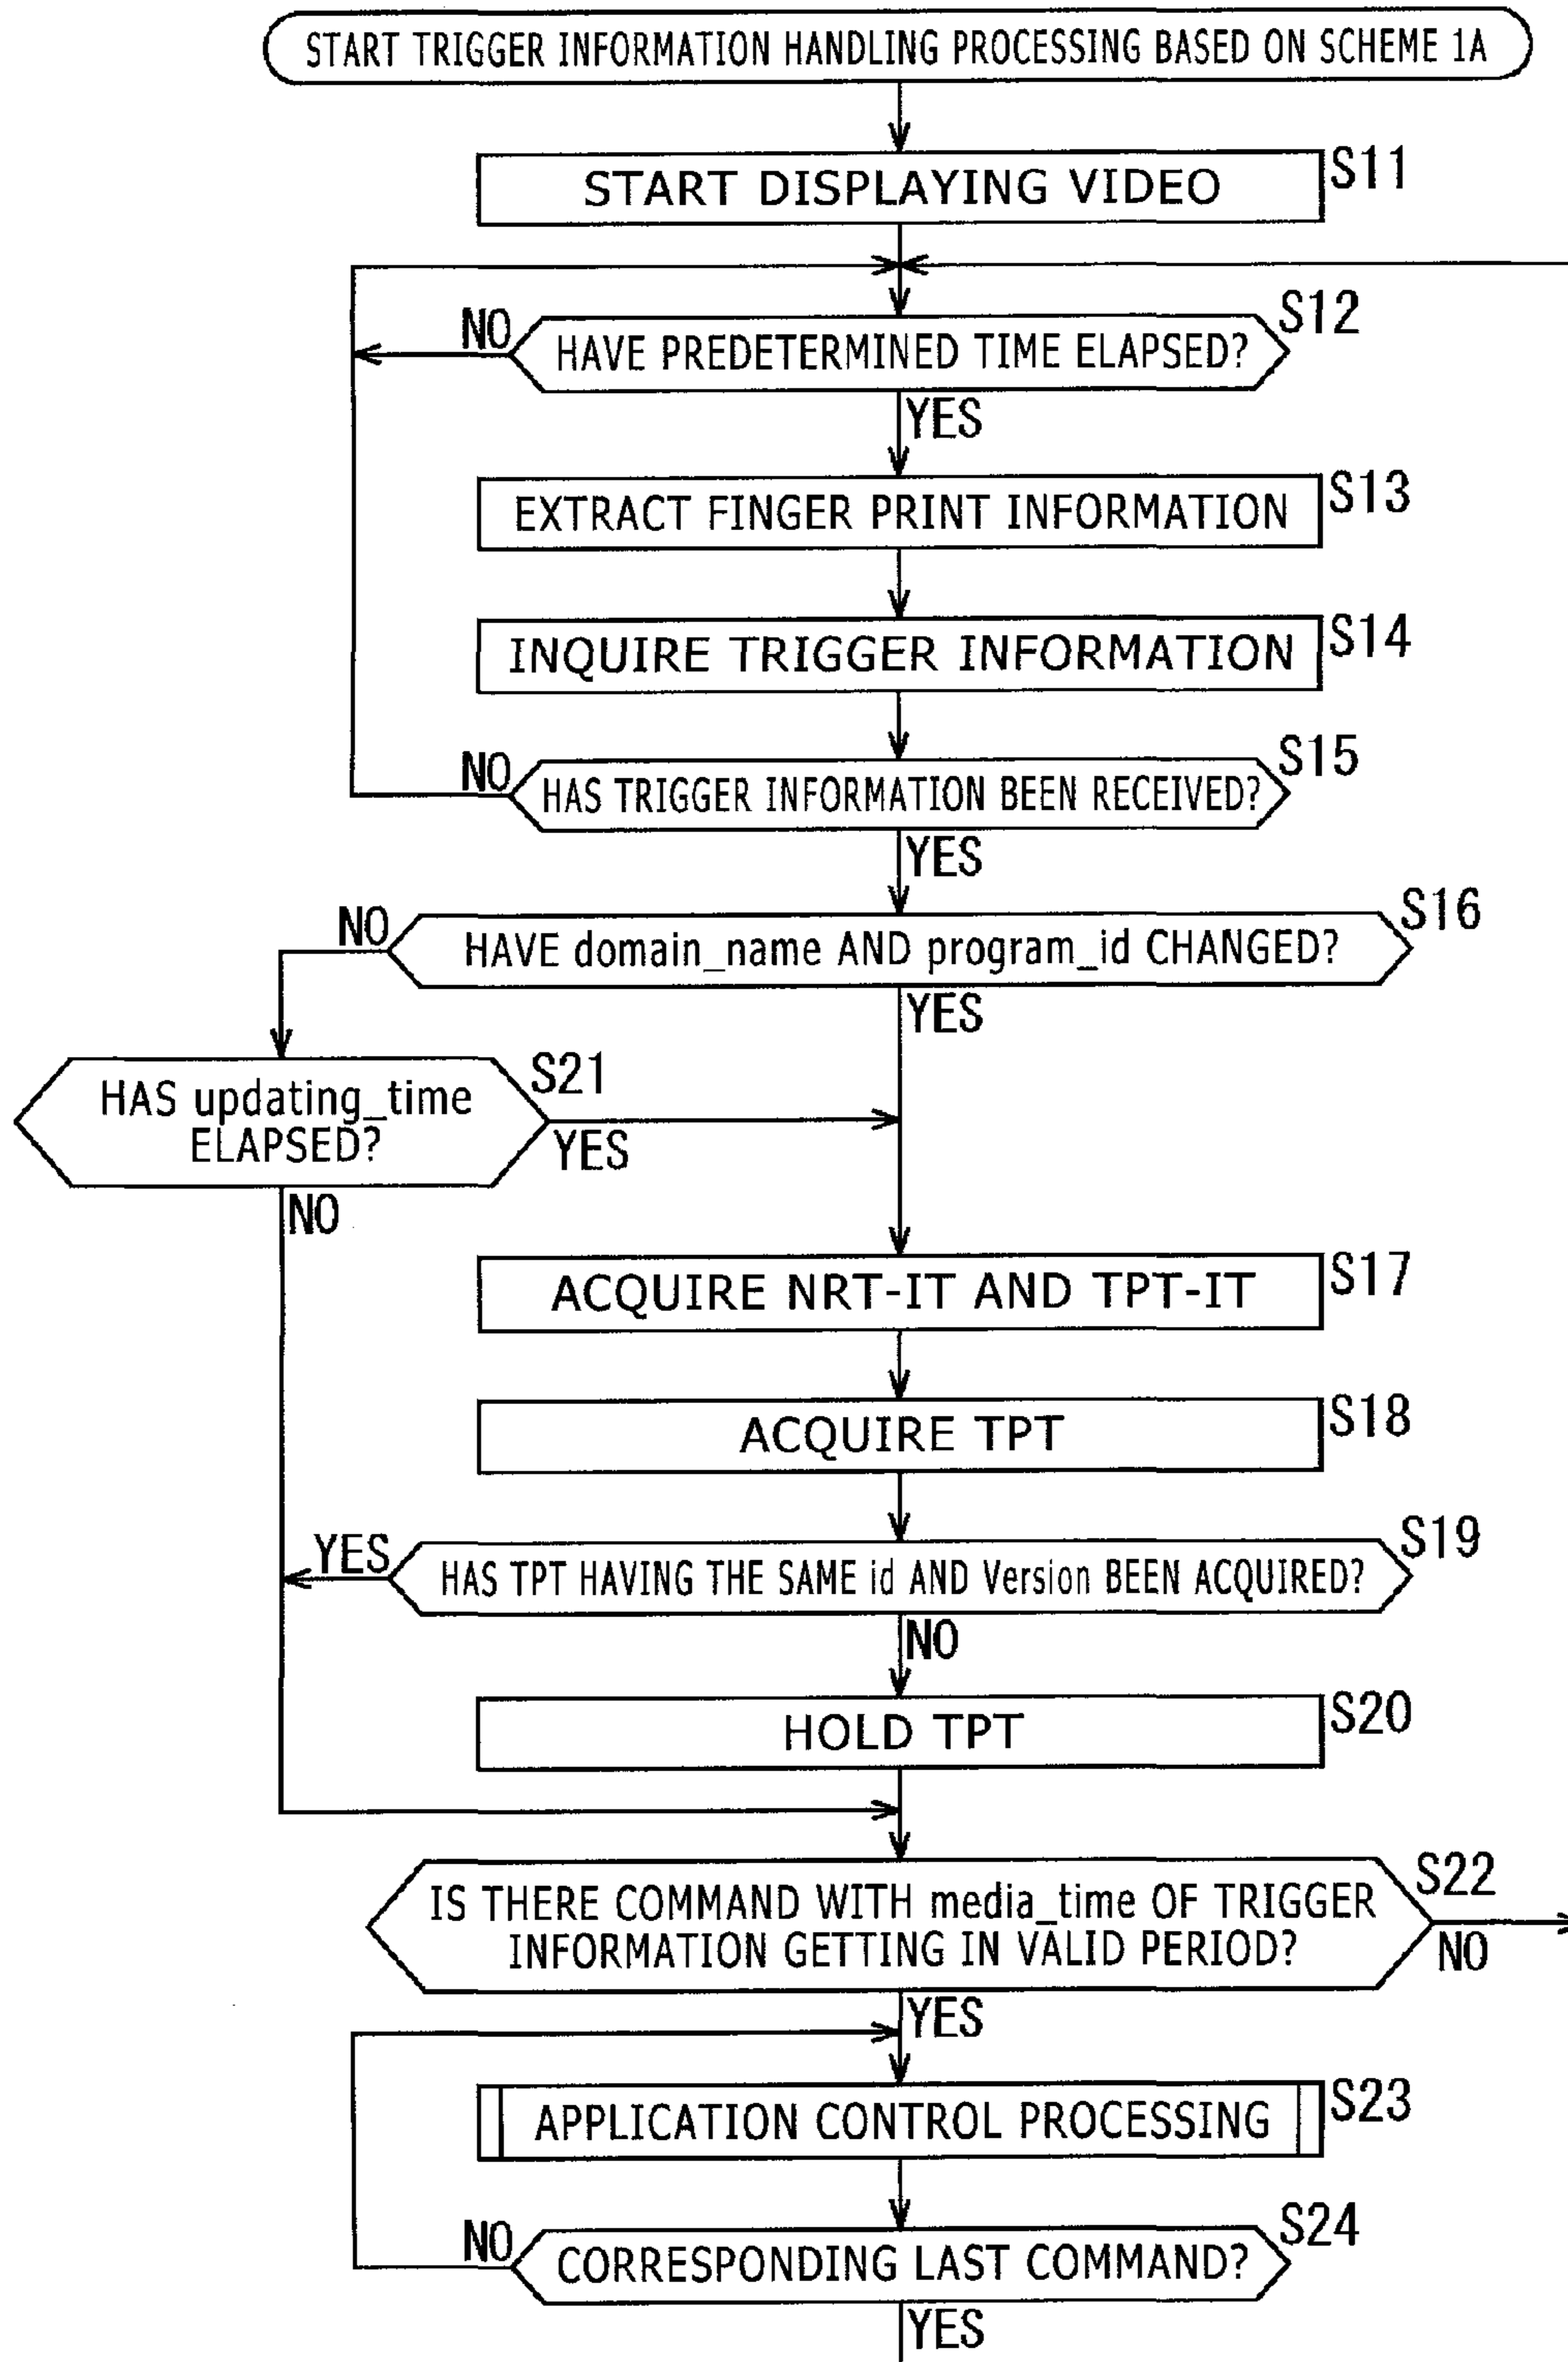 START TRIGGER INFORMATION HANDLING PROCESSING BASED ON SCHEME 1A
START DISPLAYING VIDEO
S11
HAVE PREDETERMINED TIME ELAPSED?
S12
NO
YES
EXTRACT FINGER PRINT INFORMATION
S13
INQUIRE TRIGGER INFORMATION
S14
HAS TRIGGER INFORMATION BEEN RECEIVED?
S15
NO
YES
HAVE domain_name AND program_id CHANGED?
S16
NO
YES
HAS updating_time
ELAPSED?
S21
YES
NO
ACQUIRE NRT-IT AND TPT-IT
S17
ACQUIRE TPT
S18
HAS TPT HAVING THE SAME id AND Version BEEN ACQUIRED?
S19
YES
NO
HOLD TPT
S20
IS THERE COMMAND WITH media_time OF TRIGGER
INFORMATION GETTING IN VALID PERIOD?
S22
NO
YES
APPLICATION CONTROL PROCESSING
S23
CORRESPONDING LAST COMMAND?
S24
NO
YES